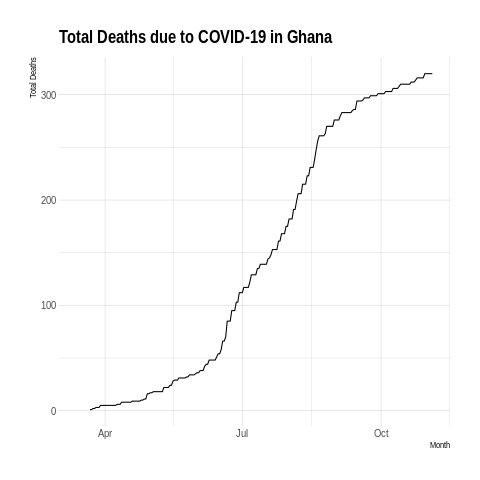 Total Deaths due to COVID-19 in Ghana
Total Deaths
300
200
100
0
Apr
Jul
Oct
Month